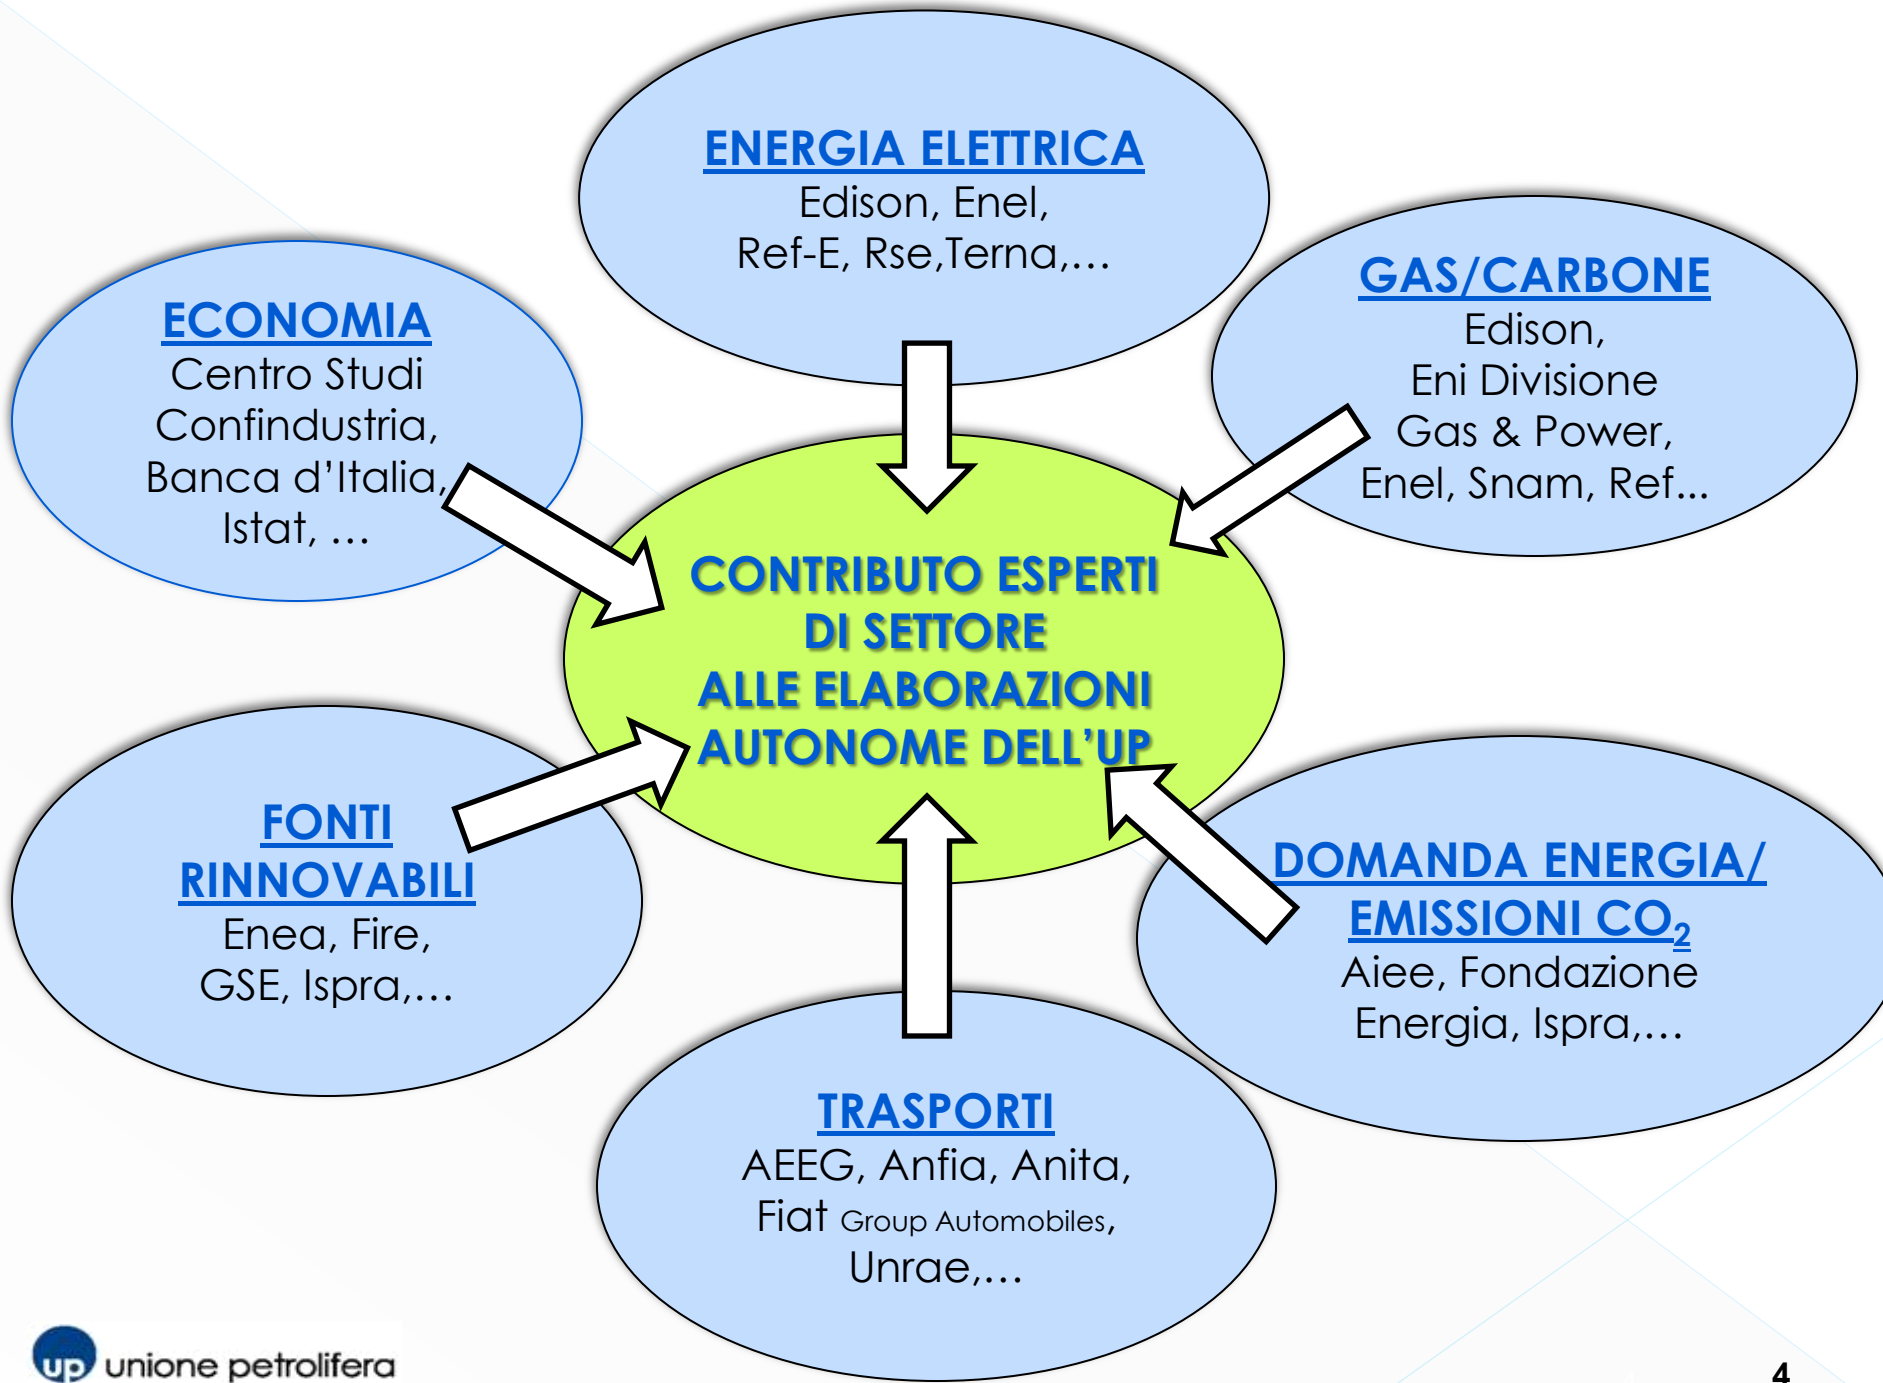 ENERGIA ELETTRICA
Edison, Enel,
Ref-E, Rse,Terna,...
GAS/CARBONE
Edison,
Eni Divisione
Gas & Power,
Enel, Snam, Ref...
ECONOMIA
Centro Studi
Confindustria,
Banca d’Italia,
Istat, ...
CONTRIBUTO ESPERTI
DI SETTORE
ALLE ELABORAZIONI
AUTONOME DELL’UP
FONTI
RINNOVABILI
Enea, Fire,
GSE, Ispra,...
DOMANDA ENERGIA/
EMISSIONI CO₂
Aiee, Fondazione
Energia, Ispra,...
TRASPORTI
AEEG, Anfia, Anita,
Fiat Group Automobiles,
Unrae,...
up unione petrolifera
4